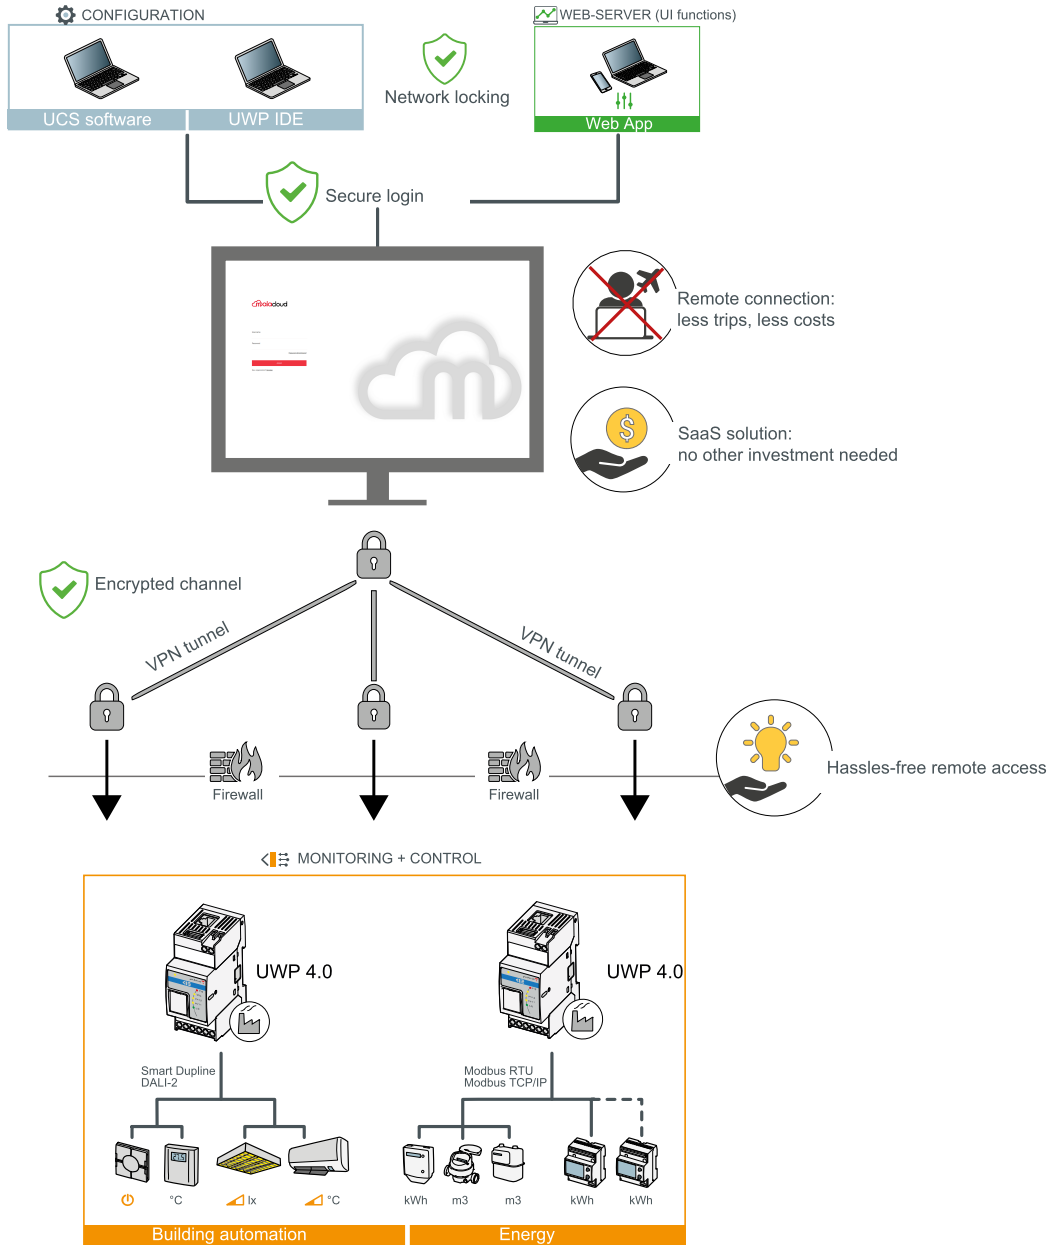 CONFIGURATION
WEB-SERVER (UI functions)
UCS software
UWP IDE
Network locking
Web App
Secure login
maiacloud
Remote connection:
less trips, less costs
SaaS solution:
no other investment needed
Encrypted channel
VPN tunnel
VPN tunnel
Firewall
Firewall
Hassles-free remote access
MONITORING + CONTROL
UWP 4.0
UWP 4.0
Smart Dupline
DALI-2
Modbus RTU
Modbus TCP/IP
°C
lx
°C
kWh
m3
m3
kWh
kWh
Building automation
Energy